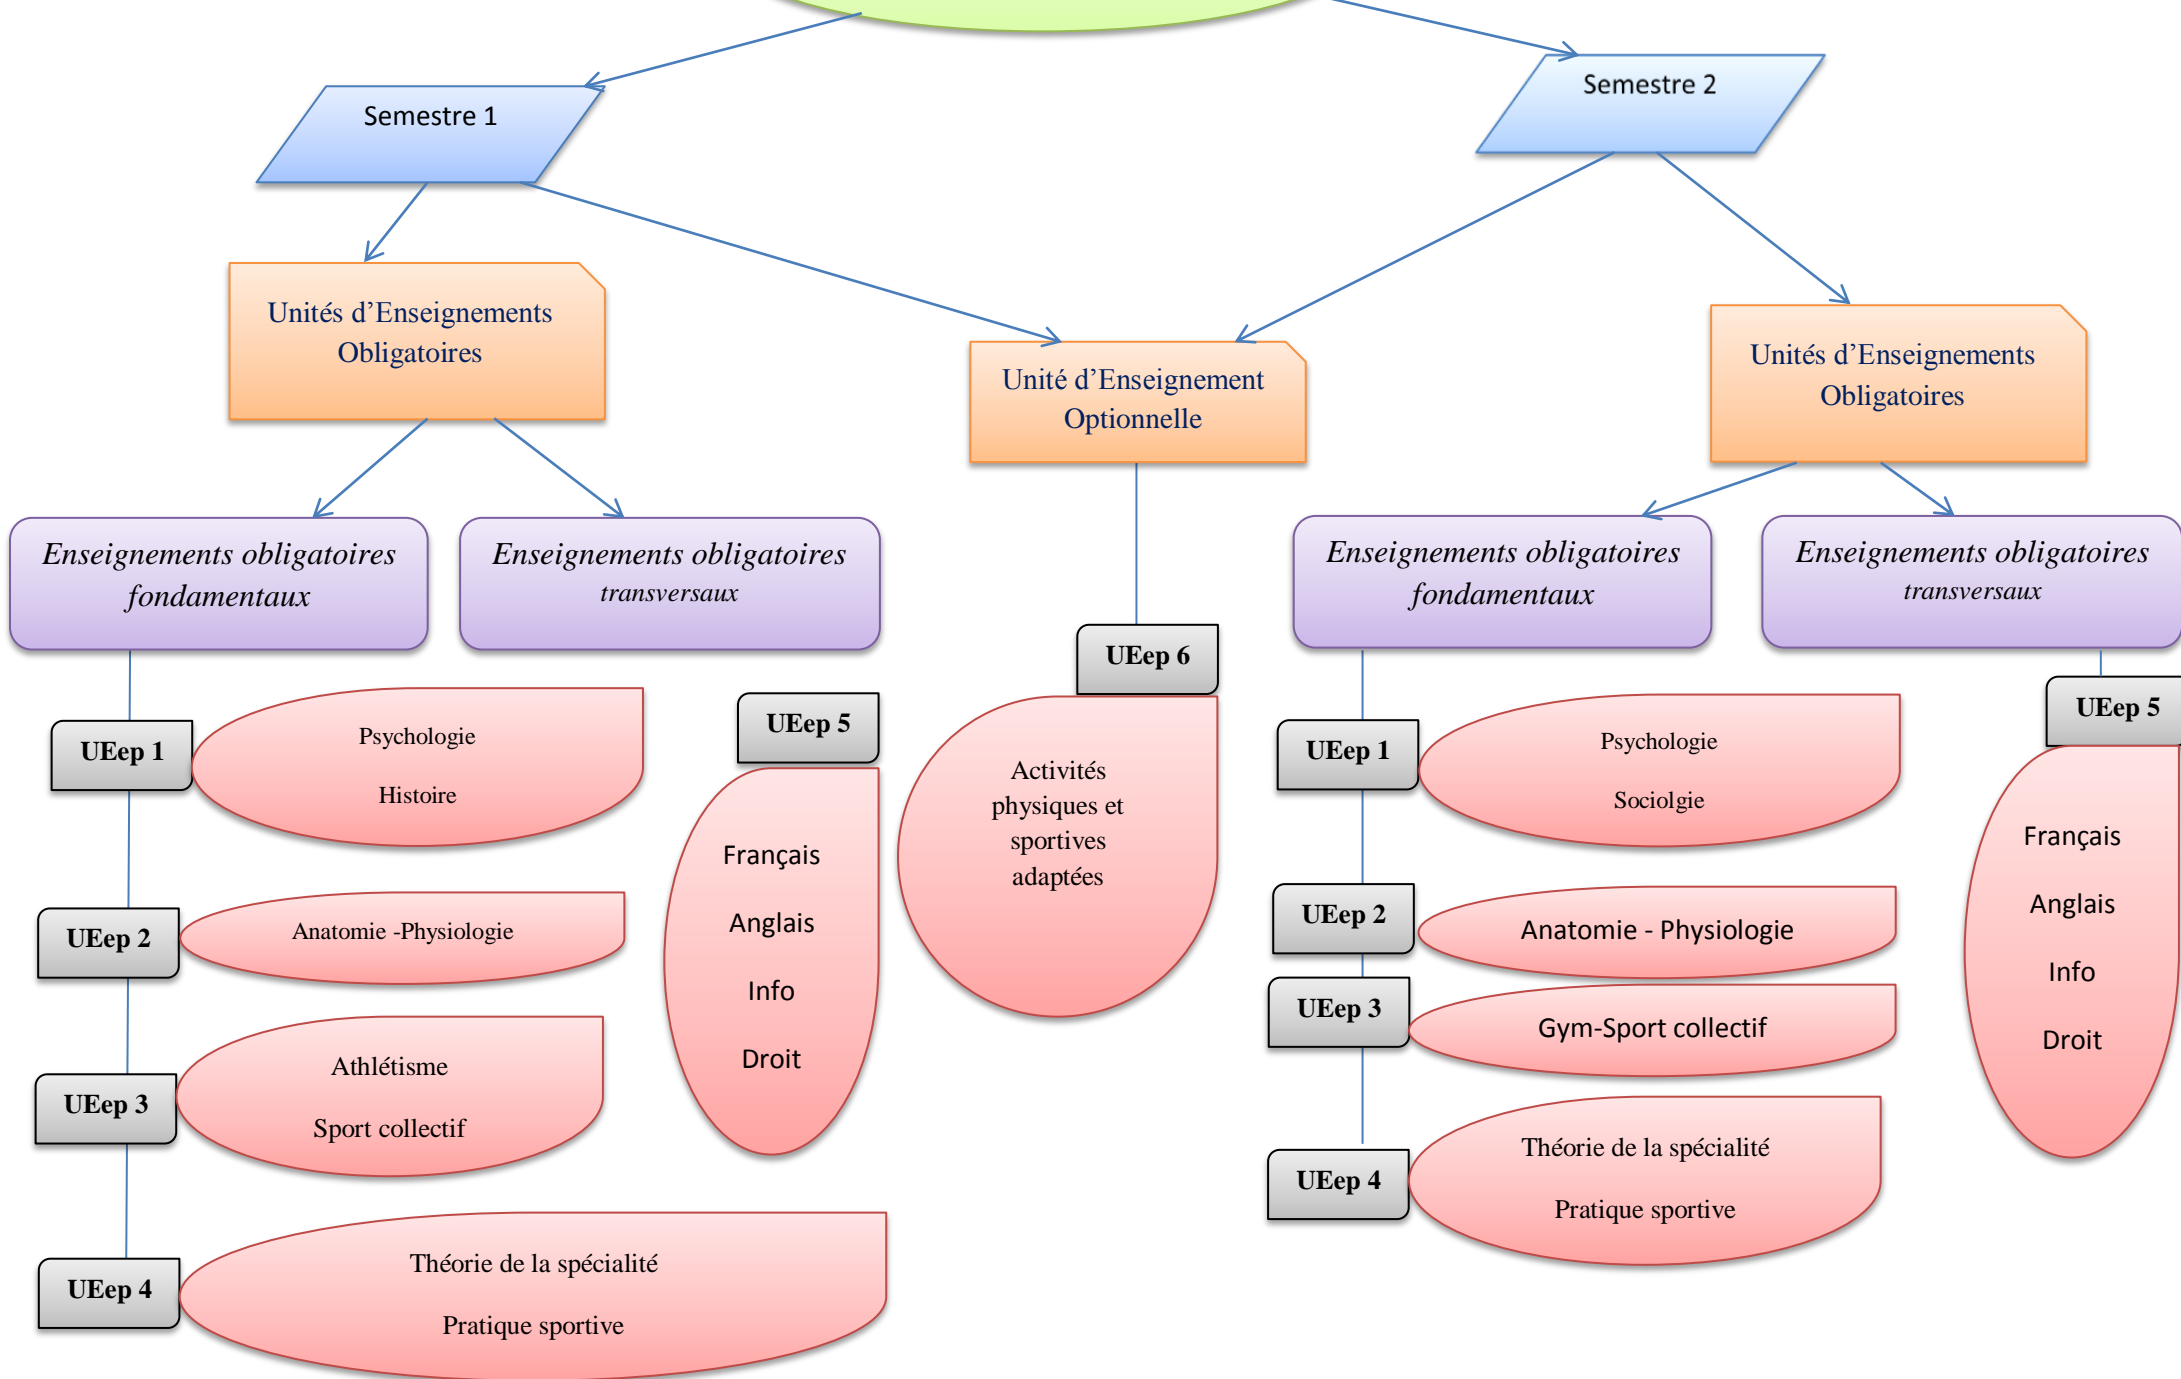 Semestre 1
Semestre 2
Unités d’Enseignements
Obligatoires
Unité d’Enseignement
Optionnelle
Unités d’Enseignements
Obligatoires
Enseignements obligatoires
fondamentaux
Enseignements obligatoires
transversaux
Enseignements obligatoires
fondamentaux
Enseignements obligatoires
transversaux
UEep 1
Psychologie
Histoire
UEep 2
Anatomie -Physiologie
UEep 3
Athlétisme
Sport collectif
UEep 4
Théorie de la spécialité
Pratique sportive
UEep 5
Français
Anglais
Info
Droit
UEep 6
Activités
physiques et
sportives
adaptées
UEep 1
Psychologie
Sociolgie
UEep 2
Anatomie - Physiologie
UEep 3
Gym-Sport collectif
UEep 4
Théorie de la spécialité
Pratique sportive
UEep 5
Français
Anglais
Info
Droit